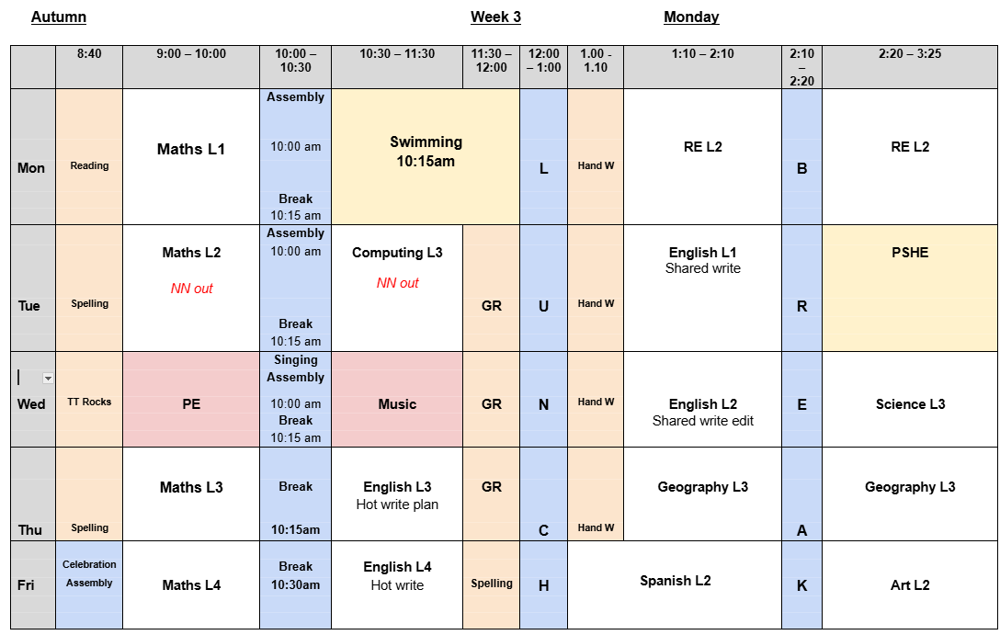 Autumn Week 3 Monday
8:40 9:00 – 10:00 10:00 – 10:30 10:30 – 11:30 11:30 – 12:00 12:00 – 1:00 1.00 - 1.10 1:10 – 2:10 2:10 – 2:20 2:20 – 3:25
Mon
Reading
Maths L1
Assembly
10:00 am
Break
10:15 am
Swimming
10:15am
L
Hand W
RE L2
B
RE L2
Tue
Spelling
Maths L2
NN out
Assembly
10:00 am
Break
10:15 am
Computing L3
NN out
GR
U
Hand W
English L1
Shared write
R
PSHE
Wed
TT Rocks
PE
Singing
Assembly
10:00 am
Break
10:15 am
Music
GR
N
Hand W
English L2
Shared write edit
E
Science L3
Thu
Spelling
Maths L3
Break
10:15am
English L3
Hot write plan
GR
C
Hand W
Geography L3
A
Geography L3
Fri
Celebration
Assembly
Maths L4
Break
10:30am
English L4
Hot write
Spelling
H
Spanish L2
K
Art L2